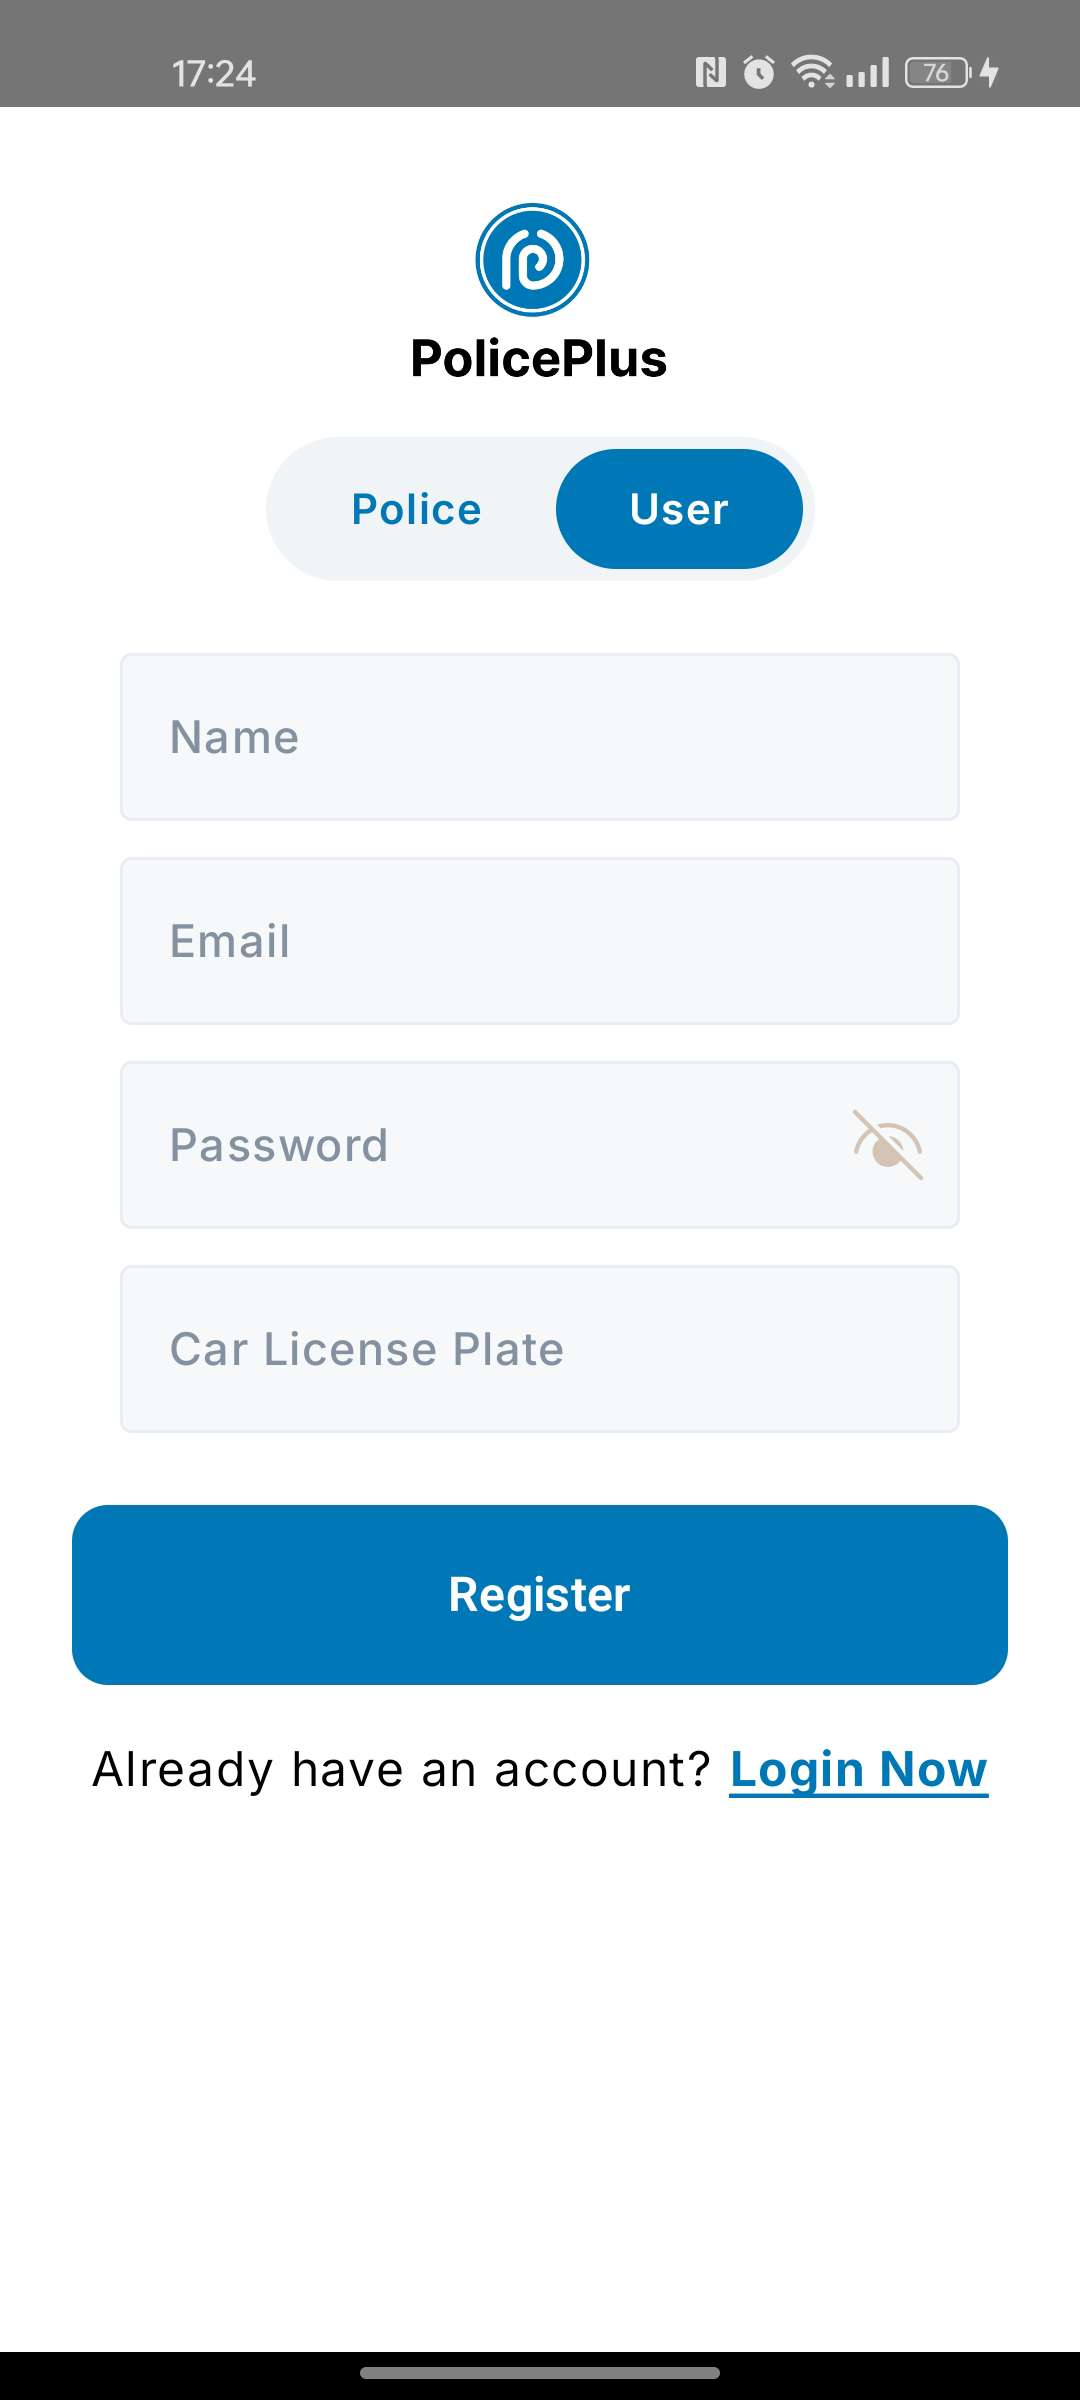 17:24 76
PolicePlus
Police User
Name
Email
Password
Car License Plate
Register
Already have an account? Login Now